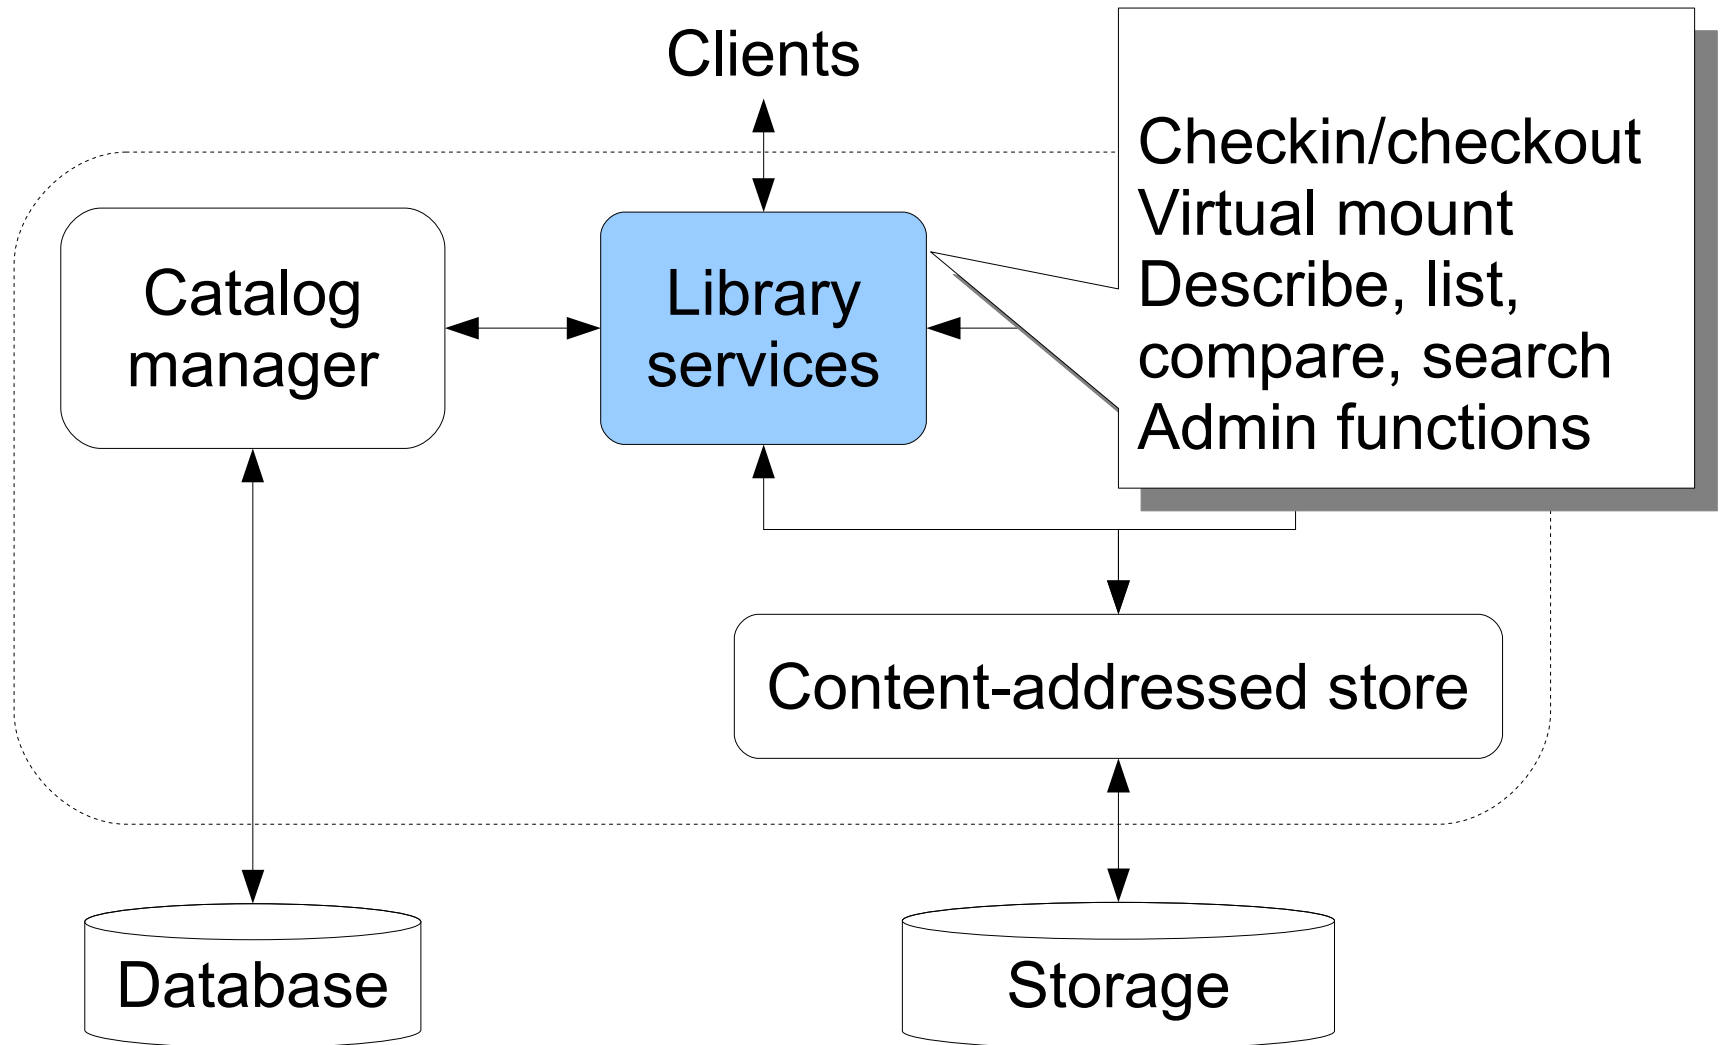 Clients
Checkin/checkout
Virtual mount
Describe, list,
compare, search
Admin functions
Catalog
manager
Library
services
Content-addressed store
Database
Storage